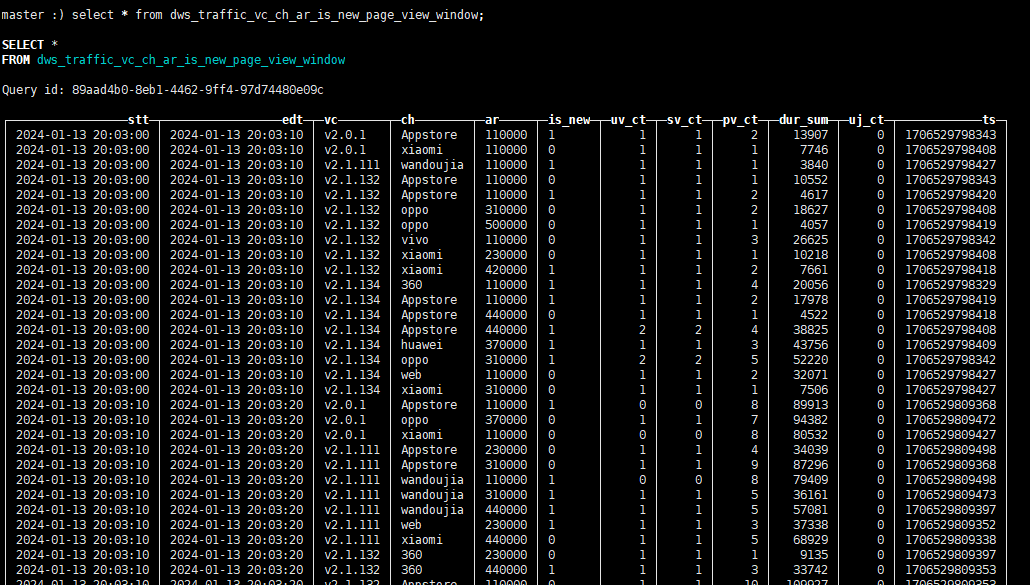 master :) select * from dws_traffic_vc_ch_ar_is_new_page_view_window;
SELECT *
FROM dws_traffic_vc_ch_ar_is_new_page_view_window
Query id: 89aad4b0-8eb1-4462-9ff4-97d74480e09c
stt edt vc ch ar is_new uv_ct sv_ct pv_ct dur_sum uj_ct ts
2024-01-13 20:03:00 2024-01-13 20:03:10 v2.0.1 Appstore 110000 1 1 1 2 13907 0 1706529798343
2024-01-13 20:03:00 2024-01-13 20:03:10 v2.0.1 xiaomi 110000 0 1 1 1 7746 0 1706529798408
2024-01-13 20:03:00 2024-01-13 20:03:10 v2.1.111 wandoujia 110000 1 1 1 1 3840 0 1706529798427
2024-01-13 20:03:00 2024-01-13 20:03:10 v2.1.132 Appstore 110000 0 1 1 1 10552 0 1706529798343
2024-01-13 20:03:00 2024-01-13 20:03:10 v2.1.132 Appstore 110000 1 1 1 2 4617 0 1706529798420
2024-01-13 20:03:00 2024-01-13 20:03:10 v2.1.132 oppo 310000 0 1 1 2 18627 0 1706529798408
2024-01-13 20:03:00 2024-01-13 20:03:10 v2.1.132 oppo 500000 0 1 1 1 4057 0 1706529798419
2024-01-13 20:03:00 2024-01-13 20:03:10 v2.1.132 vivo 110000 0 1 1 3 26625 0 1706529798342
2024-01-13 20:03:00 2024-01-13 20:03:10 v2.1.132 xiaomi 230000 0 1 1 1 10218 0 1706529798408
2024-01-13 20:03:00 2024-01-13 20:03:10 v2.1.132 xiaomi 420000 1 1 1 2 7661 0 1706529798418
2024-01-13 20:03:00 2024-01-13 20:03:10 v2.1.134 360 110000 1 1 1 4 20056 0 1706529798329
2024-01-13 20:03:00 2024-01-13 20:03:10 v2.1.134 Appstore 110000 1 1 1 2 17978 0 1706529798419
2024-01-13 20:03:00 2024-01-13 20:03:10 v2.1.134 Appstore 440000 0 1 1 1 4522 0 1706529798418
2024-01-13 20:03:00 2024-01-13 20:03:10 v2.1.134 Appstore 440000 1 2 2 4 38825 0 1706529798408
2024-01-13 20:03:00 2024-01-13 20:03:10 v2.1.134 huawei 370000 1 1 1 3 43756 0 1706529798409
2024-01-13 20:03:00 2024-01-13 20:03:10 v2.1.134 oppo 310000 1 2 2 5 52220 0 1706529798342
2024-01-13 20:03:00 2024-01-13 20:03:10 v2.1.134 web 110000 0 1 1 2 32071 0 1706529798427
2024-01-13 20:03:00 2024-01-13 20:03:10 v2.1.134 xiaomi 310000 0 1 1 1 7506 0 1706529798427
2024-01-13 20:03:10 2024-01-13 20:03:20 v2.0.1 Appstore 110000 1 0 0 8 89913 0 1706529809368
2024-01-13 20:03:10 2024-01-13 20:03:20 v2.0.1 oppo 370000 1 1 1 7 94382 0 1706529809472
2024-01-13 20:03:10 2024-01-13 20:03:20 v2.0.1 xiaomi 110000 0 0 0 8 80532 0 1706529809427
2024-01-13 20:03:10 2024-01-13 20:03:20 v2.1.111 Appstore 230000 0 1 1 4 34039 0 1706529809498
2024-01-13 20:03:10 2024-01-13 20:03:20 v2.1.111 Appstore 310000 0 1 1 9 87296 0 1706529809368
2024-01-13 20:03:10 2024-01-13 20:03:20 v2.1.111 wandoujia 110000 1 0 0 8 79409 0 1706529809498
2024-01-13 20:03:10 2024-01-13 20:03:20 v2.1.111 wandoujia 310000 1 1 1 5 36161 0 1706529809473
2024-01-13 20:03:10 2024-01-13 20:03:20 v2.1.111 wandoujia 440000 1 1 1 5 57081 0 1706529809397
2024-01-13 20:03:10 2024-01-13 20:03:20 v2.1.111 web 230000 1 1 1 3 37338 0 1706529809352
2024-01-13 20:03:10 2024-01-13 20:03:20 v2.1.111 xiaomi 440000 0 1 1 5 68929 0 1706529809338
2024-01-13 20:03:10 2024-01-13 20:03:20 v2.1.132 360 230000 0 1 1 1 9135 0 1706529809397
2024-01-13 20:03:10 2024-01-13 20:03:20 v2.1.132 360 440000 1 1 1 3 33742 0 1706529809353
2024-01-13 20:03:10 2024-01-13 20:03:20 v2.1.132 Appstore 110000 0 1 1 10 109927 0